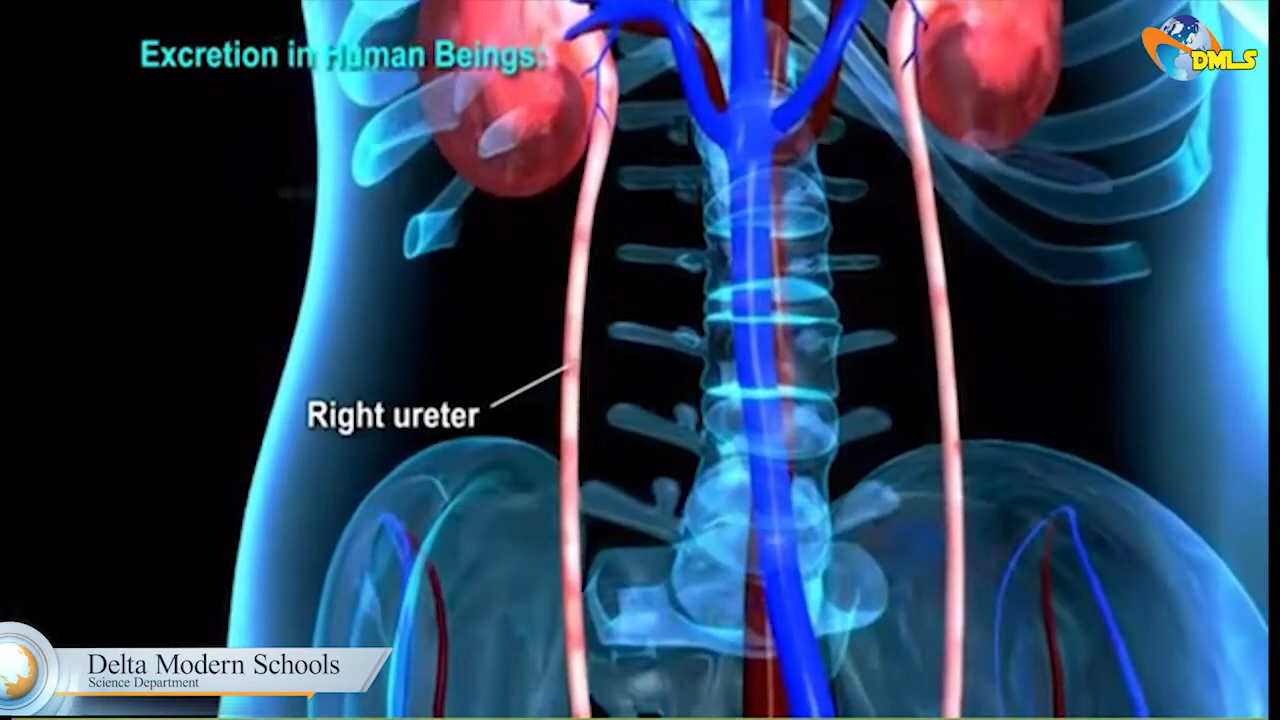 Excretion in Human Beings:
DMLS
Right ureter
Delta Modern Schools
Science Department